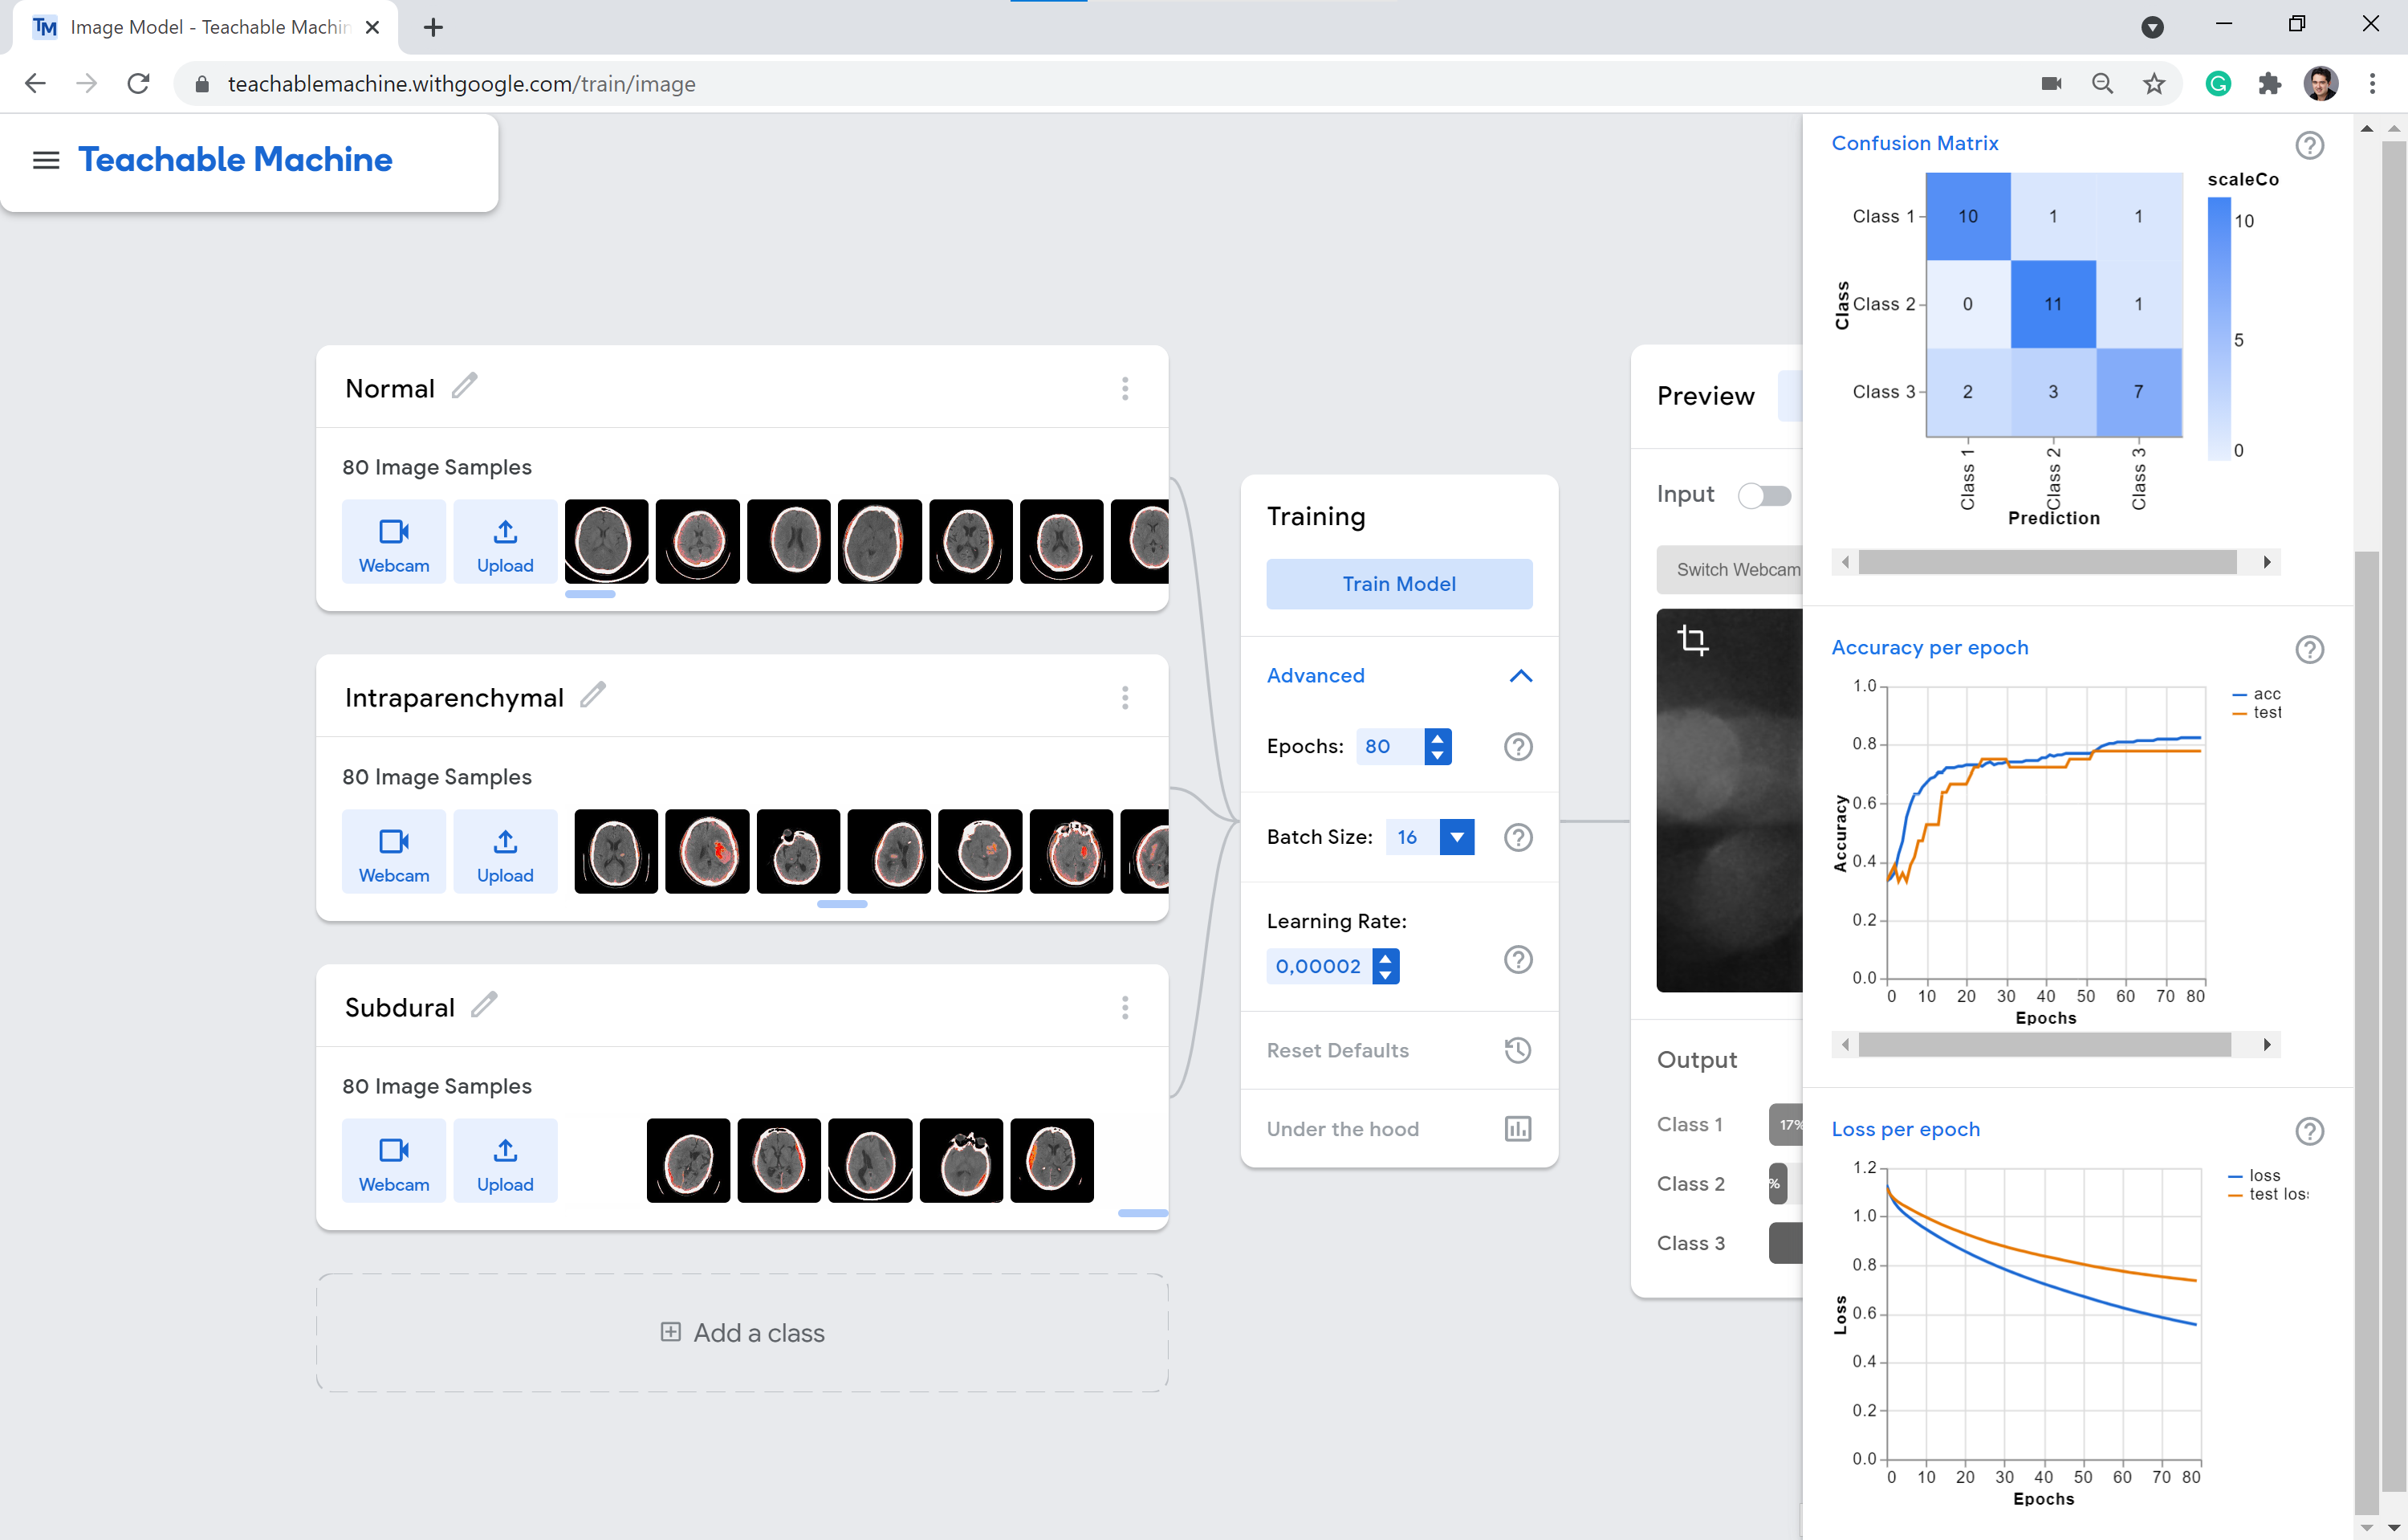 Image Model - Teachable Machin
teachablemachine.withgoogle.com/train/image
Teachable Machine
Normal
80 Image Samples
Webcam
Upload
Intraparenchymal
80 Image Samples
Webcam
Upload
Subdural
80 Image Samples
Webcam
Upload
Add a class
Training
Train Model
Advanced
Epochs: 80
Batch Size: 16
Learning Rate:
0,00002
Reset Defaults
Under the hood
Preview
Input
Switch Webcam
Output
Class 1 17%
Class 2 %
Class 3
Confusion Matrix
scaleCo
Class 1 10 1 1
Class 2 0 11 1
Class 3 2 3 7
Class
Class 1 Class 2 Class 3
Prediction
10
5
0
Accuracy per epoch
acc
test
1.0
0.8
0.6
0.4
0.2
0.0
Accuracy
0 10 20 30 40 50 60 70 80
Epochs
Loss per epoch
loss
test los
1.2
1.0
0.8
0.6
0.4
0.2
0.0
Loss
0 10 20 30 40 50 60 70 80
Epochs